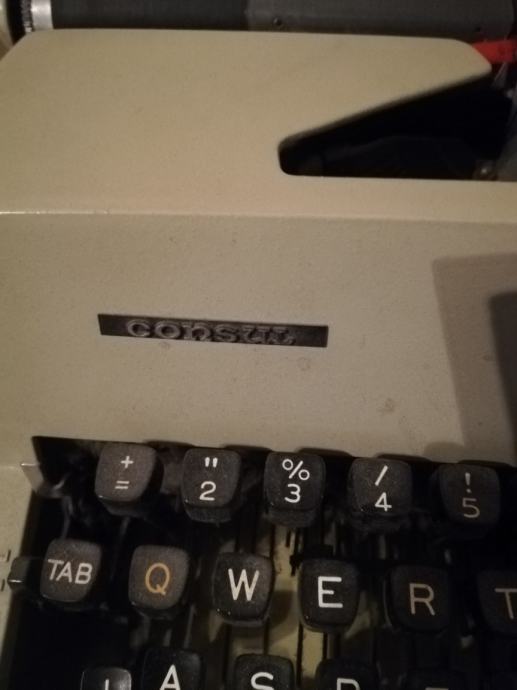 consul
+ " % / !
= 2 3 4 5
TAB Q W E R T
A S